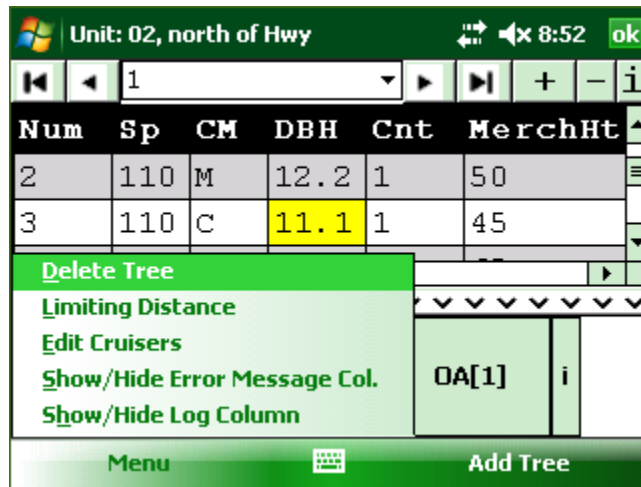 Unit: 02, north of Hwy 8:52 ok
1 + – i
Num Sp CM DBH Cnt MerchHt
2 110 M 12.2 1 50
3 110 C 11.1 1 45
Delete Tree
Limiting Distance
Edit Cruisers
Show/Hide Error Message Col.
Show/Hide Log Column
OA[1] i
Menu Add Tree